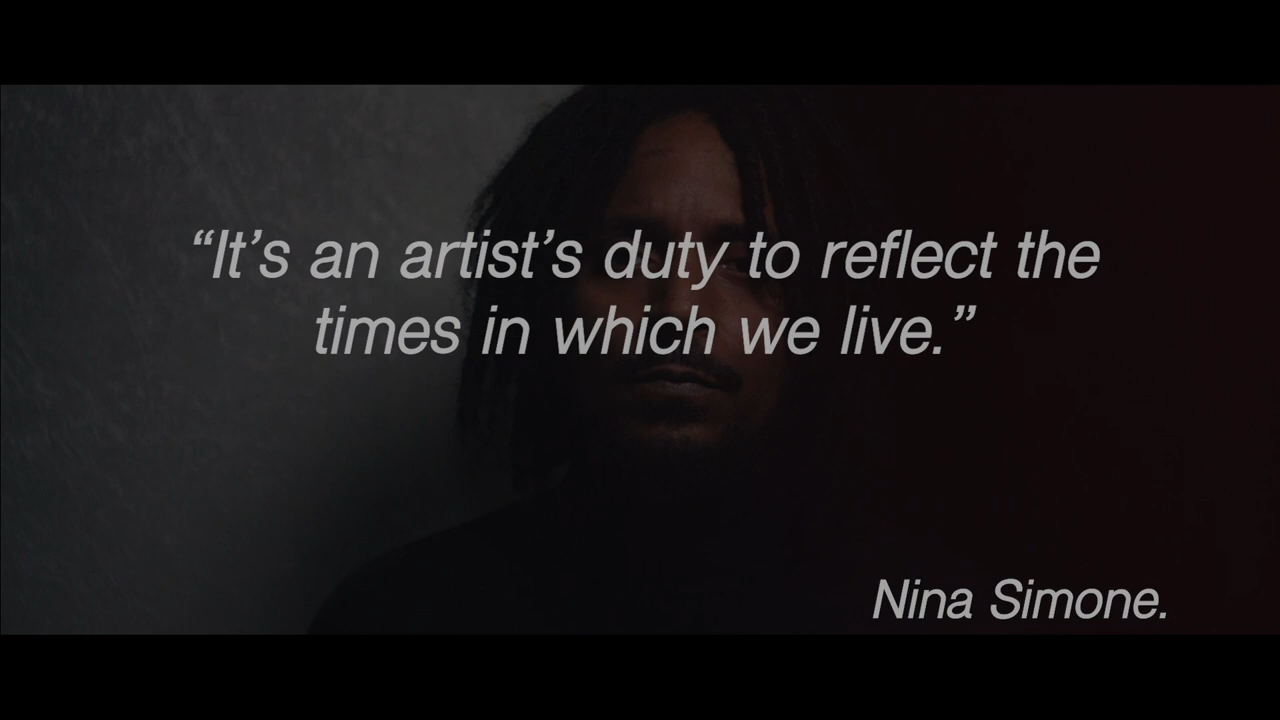 “It’s an artist’s duty to reflect the
times in which we live.”
Nina Simone.